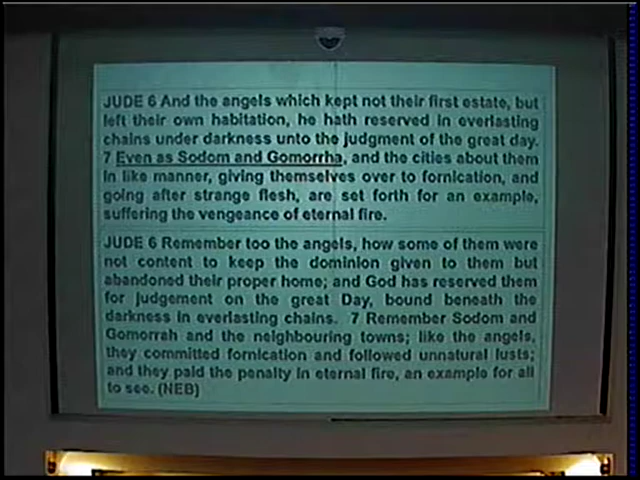 JUDE 6 And the angels which kept not their first estate, but
left their own habitation, he hath reserved in everlasting
chains under darkness unto the judgment of the great day.
7 Even as Sodom and Gomorrha, and the cities about them
in like manner, giving themselves over to fornication, and
going after strange flesh, are set forth for an example,
suffering the vengeance of eternal fire.
JUDE 6 Remember too the angels, how some of them were
not content to keep the dominion given to them but
abandoned their proper home; and God has reserved them
for judgement on the great Day, bound beneath the
darkness in everlasting chains. 7 Remember Sodom and
Gomorrah and the neighbouring towns; like the angels,
they committed fornication and followed unnatural lusts;
and they paid the penalty in eternal fire, an example for all
to see. (NEB)